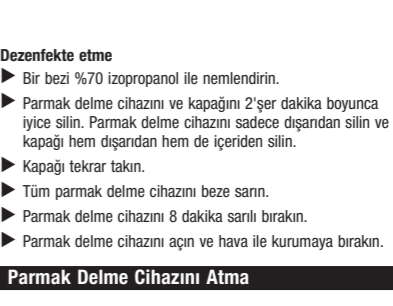 Dezenfekte etme
▶ Bir bezi %70 izopropanol ile nemlendirin.
▶ Parmak delme cihazını ve kapağını 2'şer dakika boyunca
iyice silin. Parmak delme cihazını sadece dışarıdan silin ve
kapağı hem dışarıdan hem de içeriden silin.
▶ Kapağı tekrar takın.
▶ Tüm parmak delme cihazını beze sarın.
▶ Parmak delme cihazını 8 dakika sarılı bırakın.
▶ Parmak delme cihazını açın ve hava ile kurumaya bırakın.
Parmak Delme Cihazını Atma